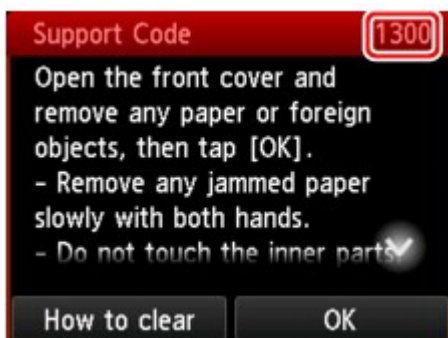 Support Code 1300
Open the front cover and
remove any paper or foreign
objects, then tap [OK].
- Remove any jammed paper
slowly with both hands.
- Do not touch the inner parts
How to clear OK